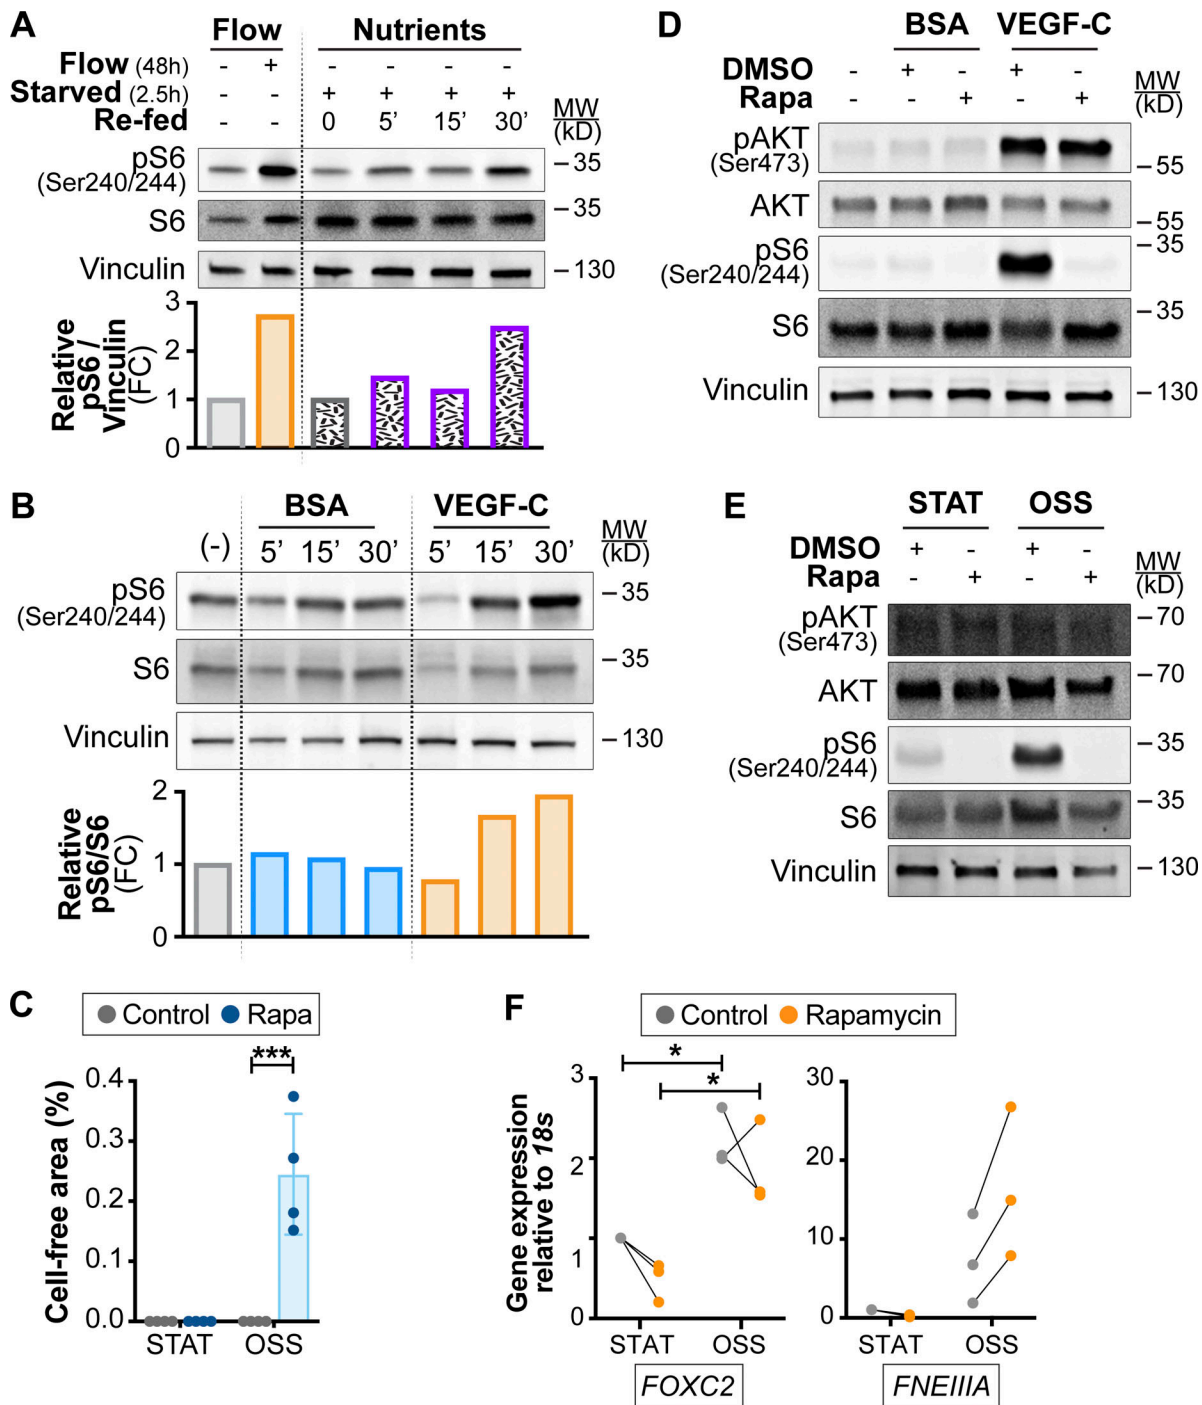 A
Flow Nutrients
Flow (48h) - + - - - -
Starved (2.5h) - - + + + +
Re-fed - - 0 5’ 15’ 30’
MW
(kD)
pS6
(Ser240/244)
35
S6
35
Vinculin
130
Relative
pS6 /
Vinculin
(FC)
3
2
1
0
B
BSA VEGF-C
(-) 5’ 15’ 30’ 5’ 15’ 30’
MW
(kD)
pS6
(Ser240/244)
35
S6
35
Vinculin
130
Relative
pS6/S6
(FC)
2
1
0
C
Control Rapa
***
Cell-free area (%)
0.4
0.3
0.2
0.1
0.0
STAT OSS
D
BSA VEGF-C
DMSO - + - + -
Rapa - - + - +
MW
(kD)
pAKT
(Ser473)
55
AKT
55
pS6
(Ser240/244)
35
S6
35
Vinculin
130
E
STAT OSS
DMSO + - + -
Rapa - + - +
MW
(kD)
pAKT
(Ser473)
70
AKT
70
pS6
(Ser240/244)
35
S6
35
Vinculin
130
F
Control Rapamycin
*
*
Gene expression
relative to 18s
3
2
1
0
STAT OSS
FOXC2
30
20
10
0
STAT OSS
FNEIIIA